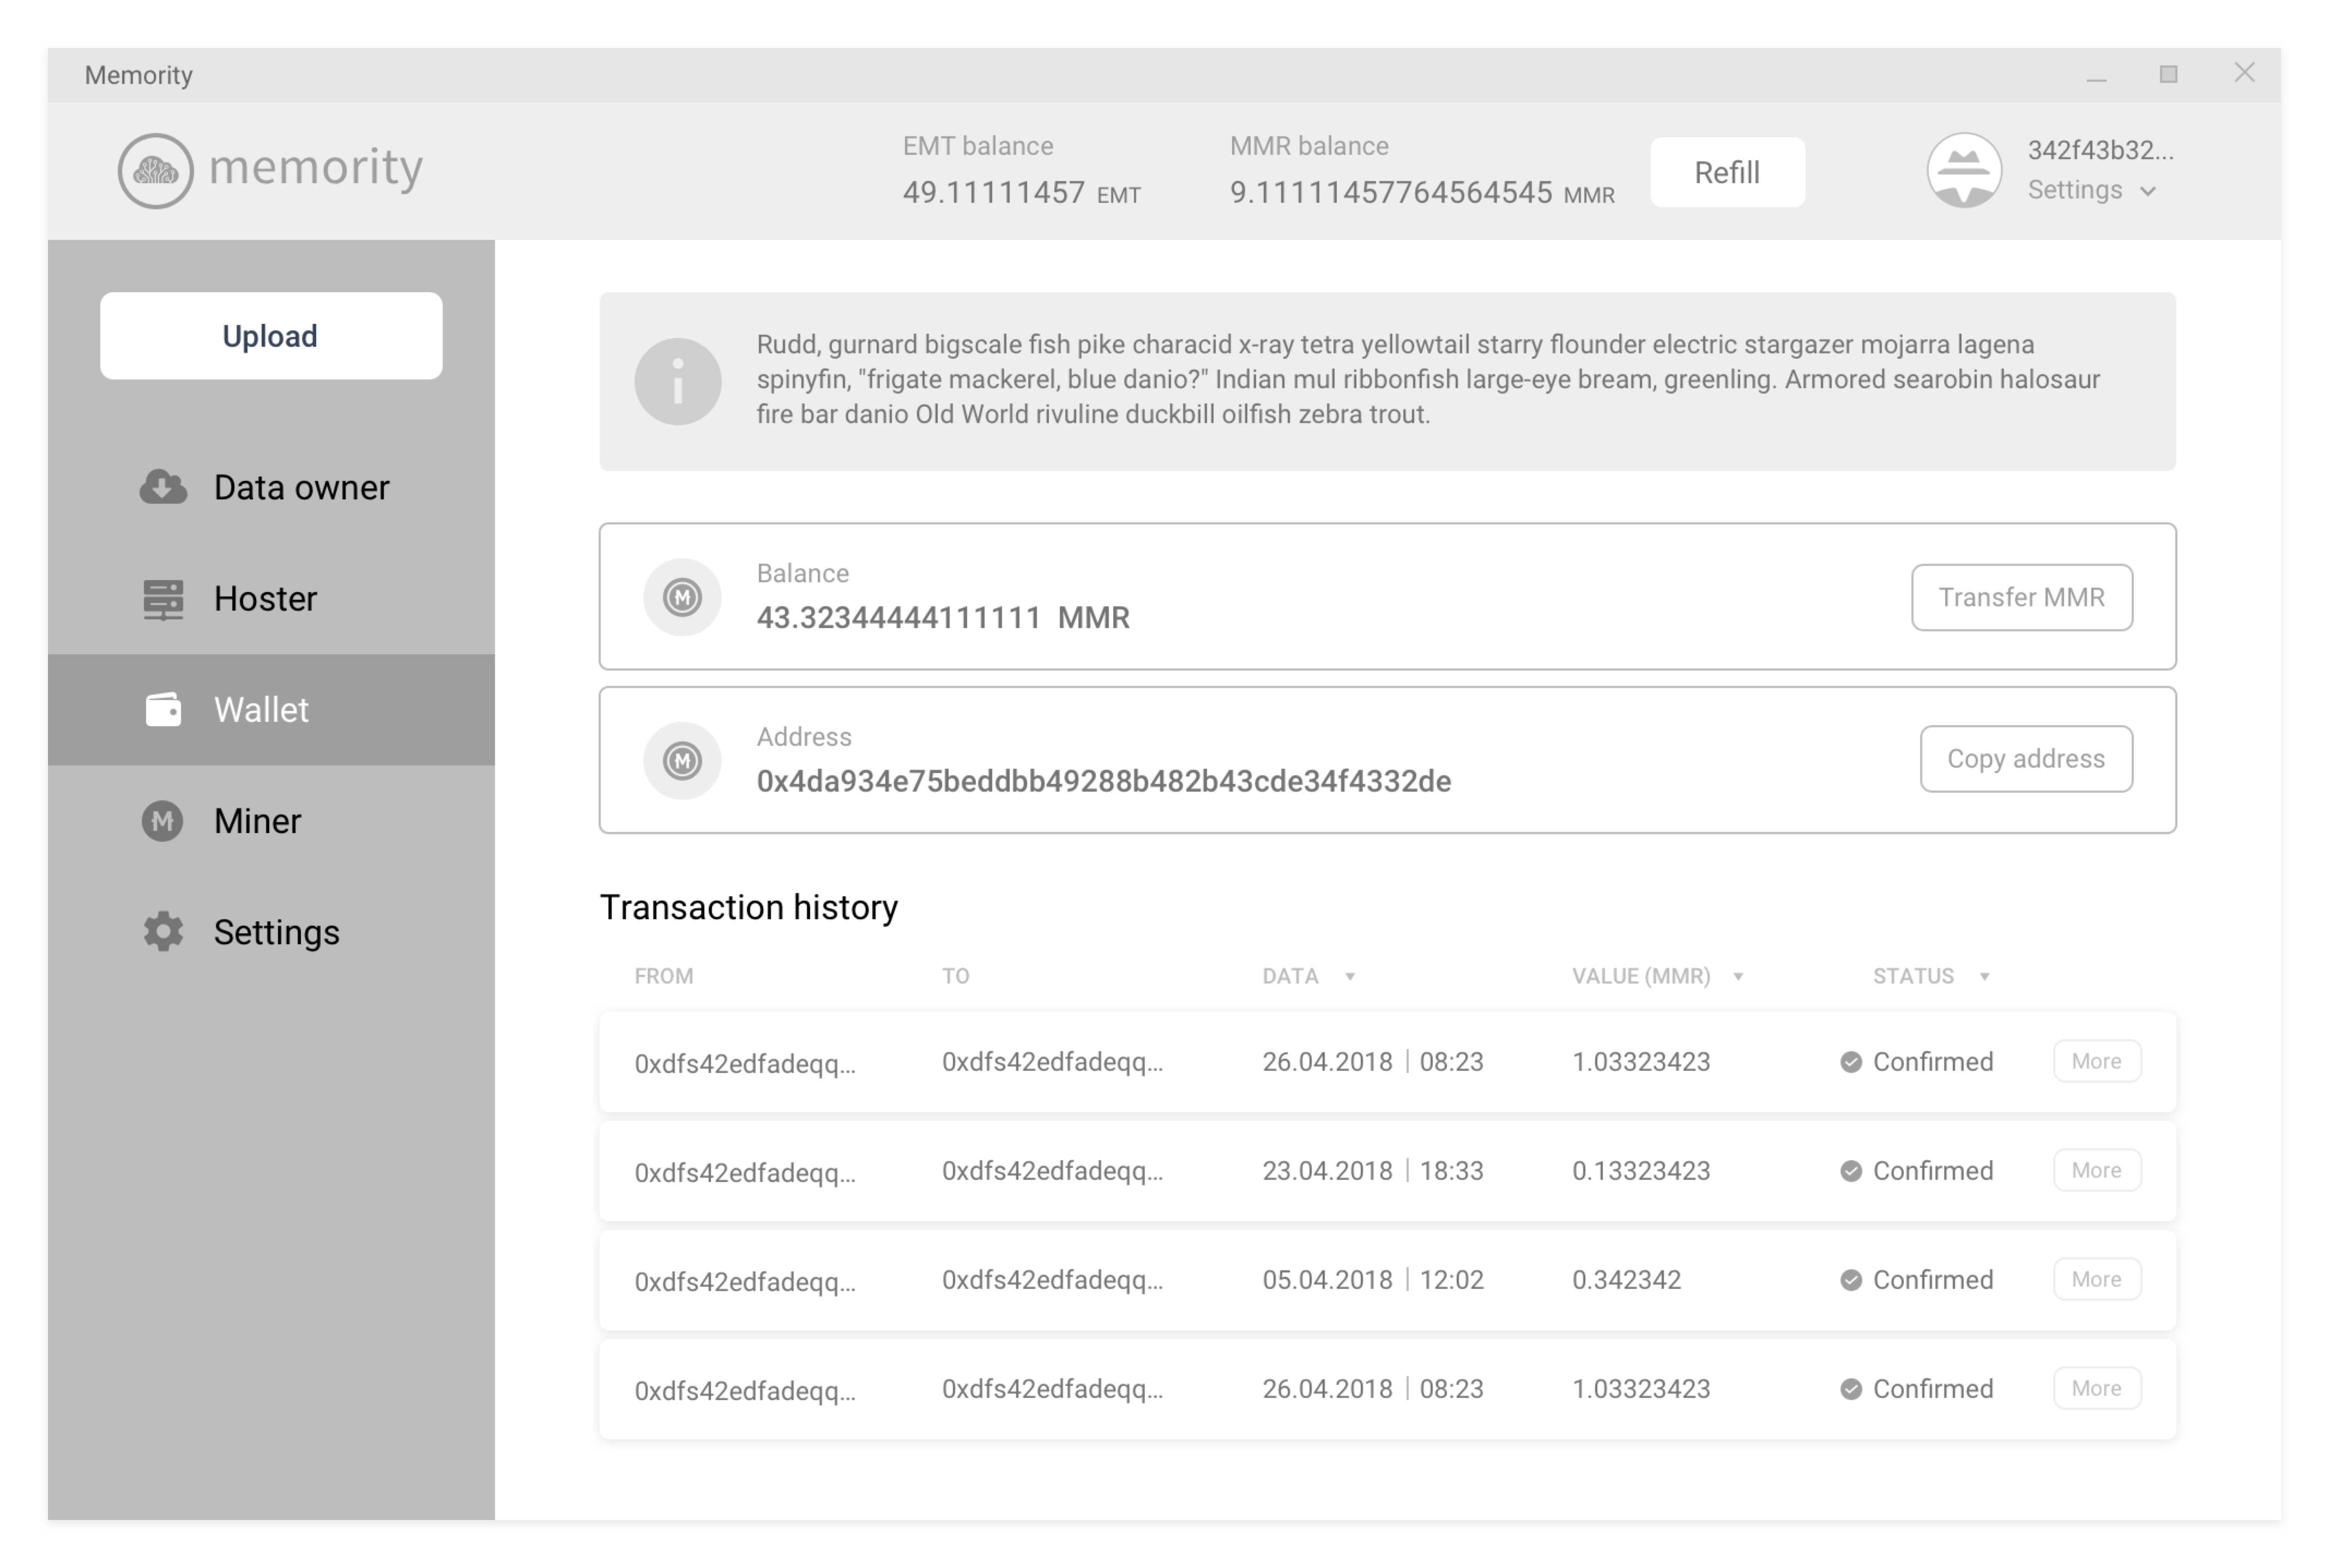 Memority
memority
EMT balance
49.11111457 EMT
MMR balance
9.11111457764564545 MMR
Refill
342f43b32...
Settings
Upload
Data owner
Hoster
Wallet
Miner
Settings
Rudd, gurnard bigscale fish pike characid x-ray tetra yellowtail starry flounder electric stargazer mojarra lagena
spinyfin, "frigate mackerel, blue danio?" Indian mul ribbonfish large-eye bream, greenling. Armored searobin halosaur
fire bar danio Old World rivuline duckbill oilfish zebra trout.
Balance
43.32344444111111 MMR
Transfer MMR
Address
0x4da934e75beddbb49288b482b43cde34f4332de
Copy address
Transaction history
FROM TO DATA VALUE (MMR) STATUS
0xdfs42edfadeqq... 0xdfs42edfadeqq... 26.04.2018 | 08:23 1.03323423 Confirmed More
0xdfs42edfadeqq... 0xdfs42edfadeqq... 23.04.2018 | 18:33 0.13323423 Confirmed More
0xdfs42edfadeqq... 0xdfs42edfadeqq... 05.04.2018 | 12:02 0.342342 Confirmed More
0xdfs42edfadeqq... 0xdfs42edfadeqq... 26.04.2018 | 08:23 1.03323423 Confirmed More